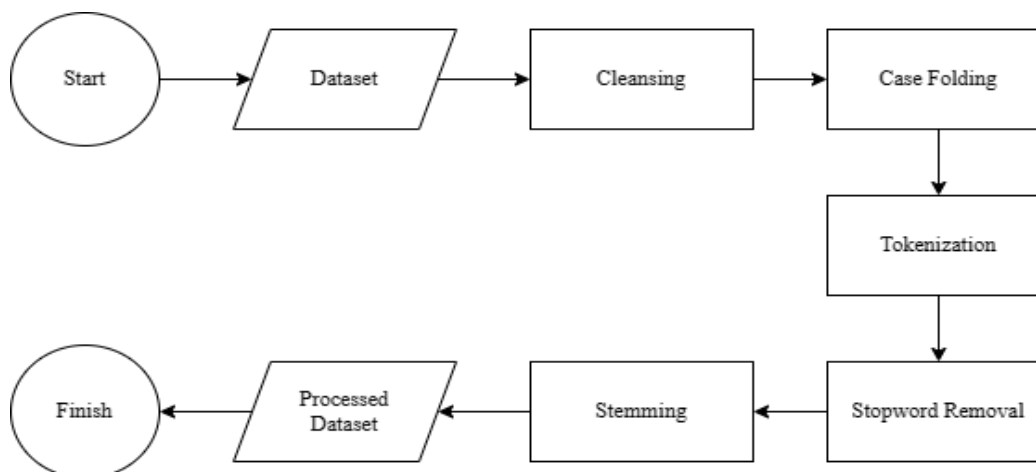 Start
Dataset
Cleansing
Case Folding
Tokenization
Stopword Removal
Stemming
Processed
Dataset
Finish